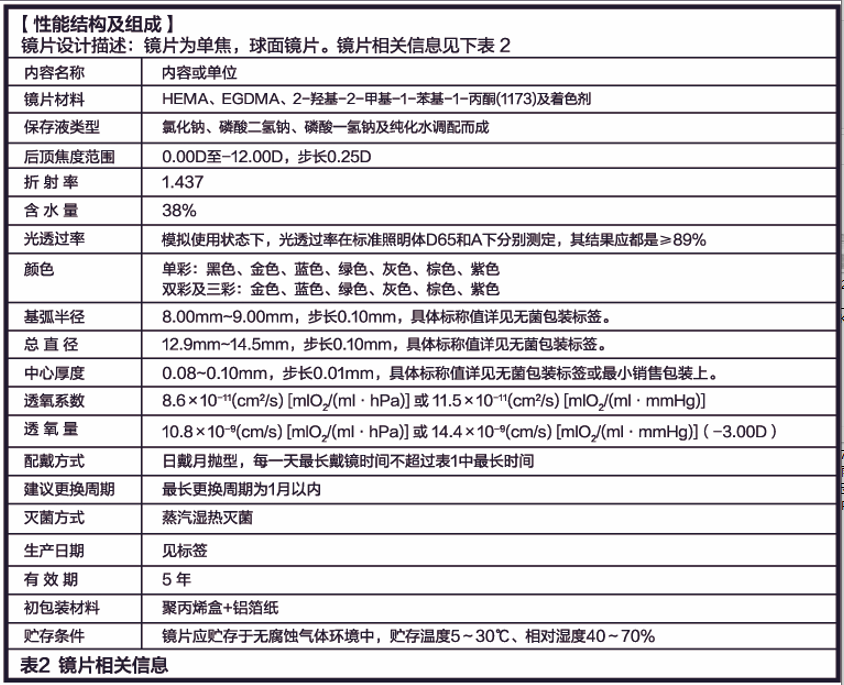 【 性能结构及组成 】
镜片设计描述：镜片为单焦，球面镜片。镜片相关信息见下表 2
内容名称 内容或单位
镜片材料 HEMA、EGDMA、2-羟基-2-甲基-1-苯基-1-丙酮(1173)及着色剂
保存液类型 氯化钠、磷酸二氢钠、磷酸一氢钠及纯化水调配而成
后顶焦度范围 0.00D至-12.00D，步长0.25D
折 射 率 1.437
含 水 量 38%
光透过率 模拟使用状态下，光透过率在标准照明体D65和A下分别测定，其结果应都是≥89%
颜色 单彩：黑色、金色、蓝色、绿色、灰色、棕色、紫色
双彩及三彩：金色、蓝色、绿色、灰色、棕色、紫色
基弧半径 8.00mm~9.00mm，步长0.10mm，具体标称值详见无菌包装标签。
总 直 径 12.9mm~14.5mm，步长0.10mm，具体标称值详见无菌包装标签。
中心厚度 0.08~0.10mm，步长0.01mm，具体标称值详见无菌包装标签或最小销售包装上。
透氧系数 8.6×10⁻¹¹(cm²/s) [mlO₂/(ml·hPa)] 或 11.5×10⁻¹¹(cm²/s) [mlO₂/(ml·mmHg)]
透 氧 量 10.8×10⁻⁹(cm/s) [mlO₂/(ml·hPa)] 或 14.4×10⁻⁹(cm/s) [mlO₂/(ml·mmHg)]（-3.00D）
配戴方式 日戴月抛型，每一天最长戴镜时间不超过表1中最长时间
建议更换周期 最长更换周期为1月以内
灭菌方式 蒸汽湿热灭菌
生产日期 见标签
有 效 期 5 年
初包装材料 聚丙烯盒+铝箔纸
贮存条件 镜片应贮存于无腐蚀气体环境中，贮存温度5~30℃、相对湿度40~70%
表2 镜片相关信息